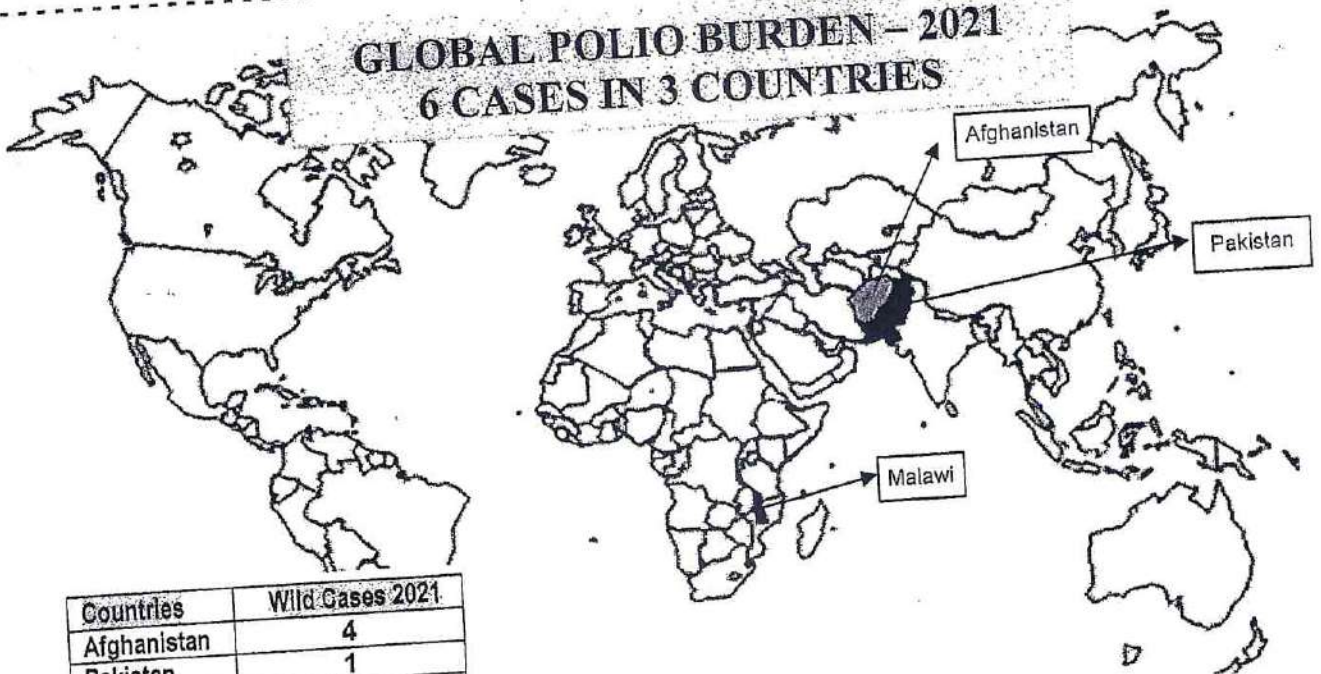 GLOBAL POLIO BURDEN – 2021
6 CASES IN 3 COUNTRIES
Afghanistan
Pakistan
Malawi
Countries Wild Cases 2021
Afghanistan 4
Pakistan 1